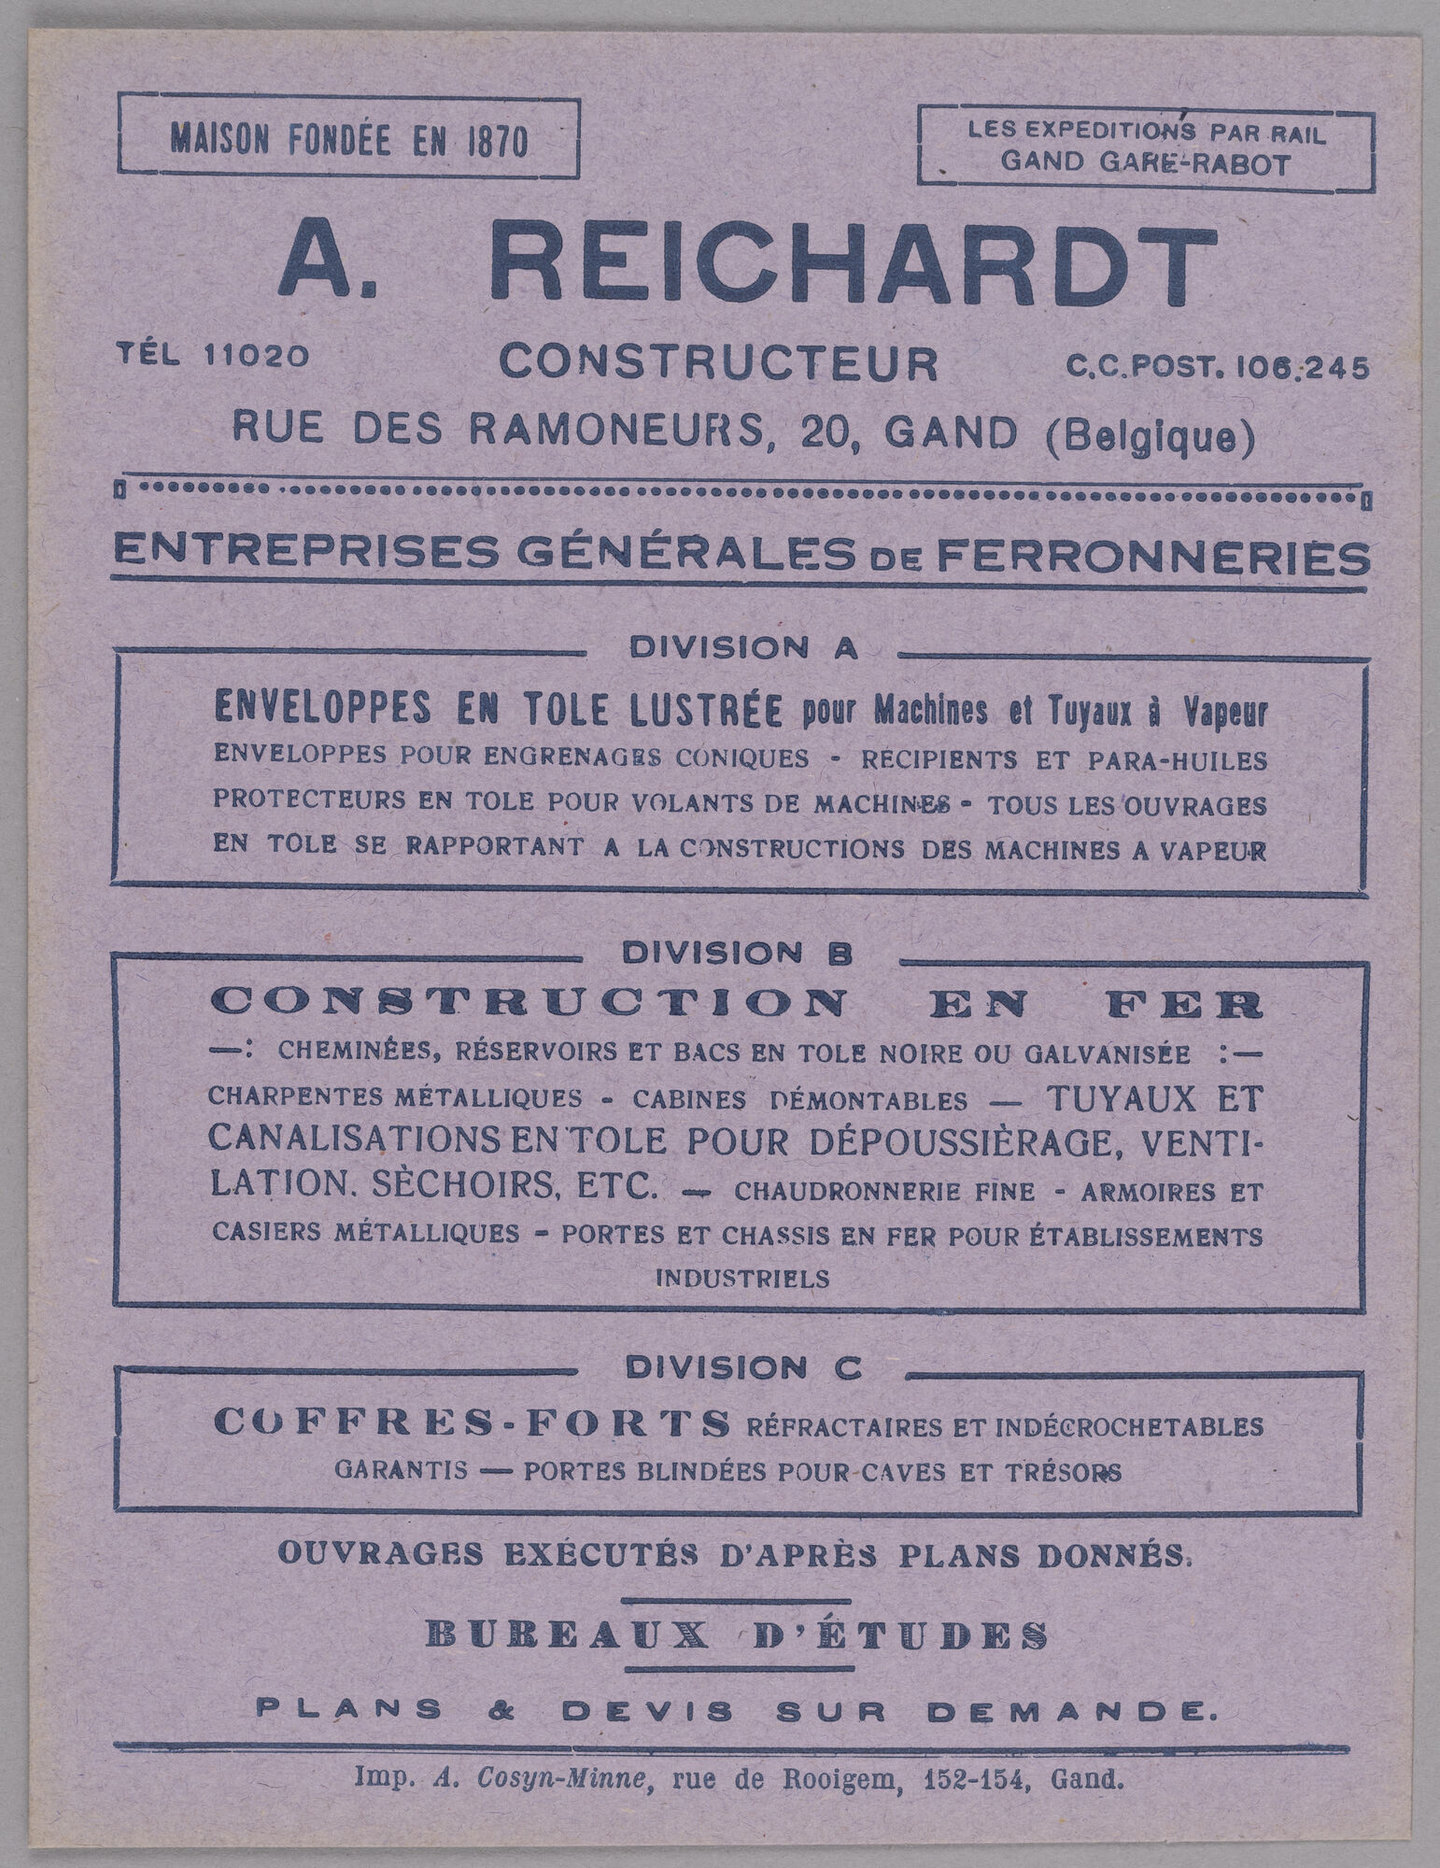 MAISON FONDÉE EN 1870
LES EXPEDITIONS PAR RAIL
GAND GARE-RABOT
A. REICHARDT
TÉL 11020
CONSTRUCTEUR
C.C.POST. 106.245
RUE DES RAMONEURS, 20, GAND (Belgique)
ENTREPRISES GÉNÉRALES DE FERRONNERIES
DIVISION A
ENVELOPPES EN TOLE LUSTRÉE pour Machines et Tuyaux à Vapeur
ENVELOPPES POUR ENGRENAGES CONIQUES - RÉCIPIENTS ET PARA-HUILES
PROTECTEURS EN TOLE POUR VOLANTS DE MACHINES - TOUS LES OUVRAGES
EN TOLE SE RAPPORTANT A LA CONSTRUCTIONS DES MACHINES A VAPEUR
DIVISION B
CONSTRUCTION EN FER
—: CHEMINÉES, RÉSERVOIRS ET BACS EN TOLE NOIRE OU GALVANISÉE :—
CHARPENTES MÉTALLIQUES - CABINES DÉMONTABLES — TUYAUX ET
CANALISATIONS EN TOLE POUR DÉPOUSSIÈRAGE, VENTI-
LATION. SÈCHOIRS, ETC. — CHAUDRONNERIE FINE - ARMOIRES ET
CASIERS MÉTALLIQUES - PORTES ET CHASSIS EN FER POUR ÉTABLISSEMENTS
INDUSTRIELS
DIVISION C
COFFRES-FORTS RÉFRACTAIRES ET INDÉCROCHETABLES
GARANTIS — PORTES BLINDÉES POUR CAVES ET TRÉSORS
OUVRAGES EXÉCUTÉS D'APRÈS PLANS DONNÉS.
BUREAUX D'ÉTUDES
PLANS & DEVIS SUR DEMANDE.
Imp. A. Cosyn-Minne, rue de Rooigem, 152-154, Gand.